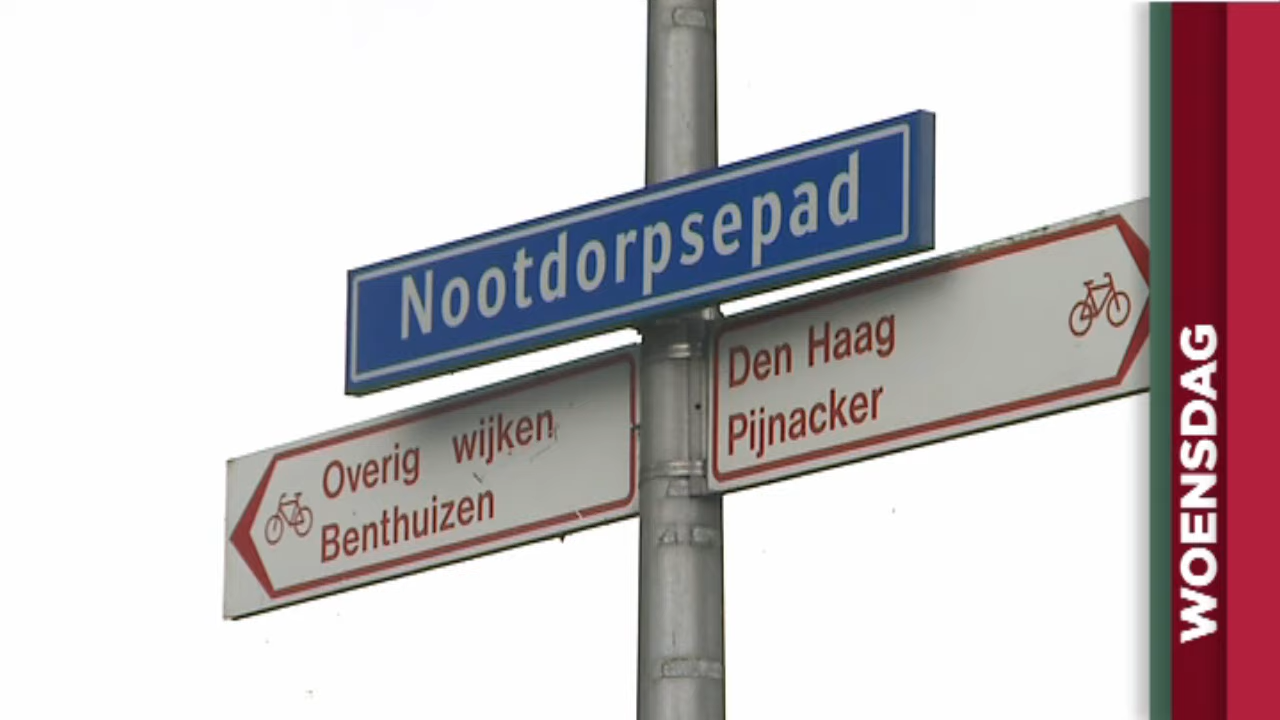 Nootdorpsepad
Den Haag
Pijnacker
Overig wijken
Benthuizen
WOENSDAG